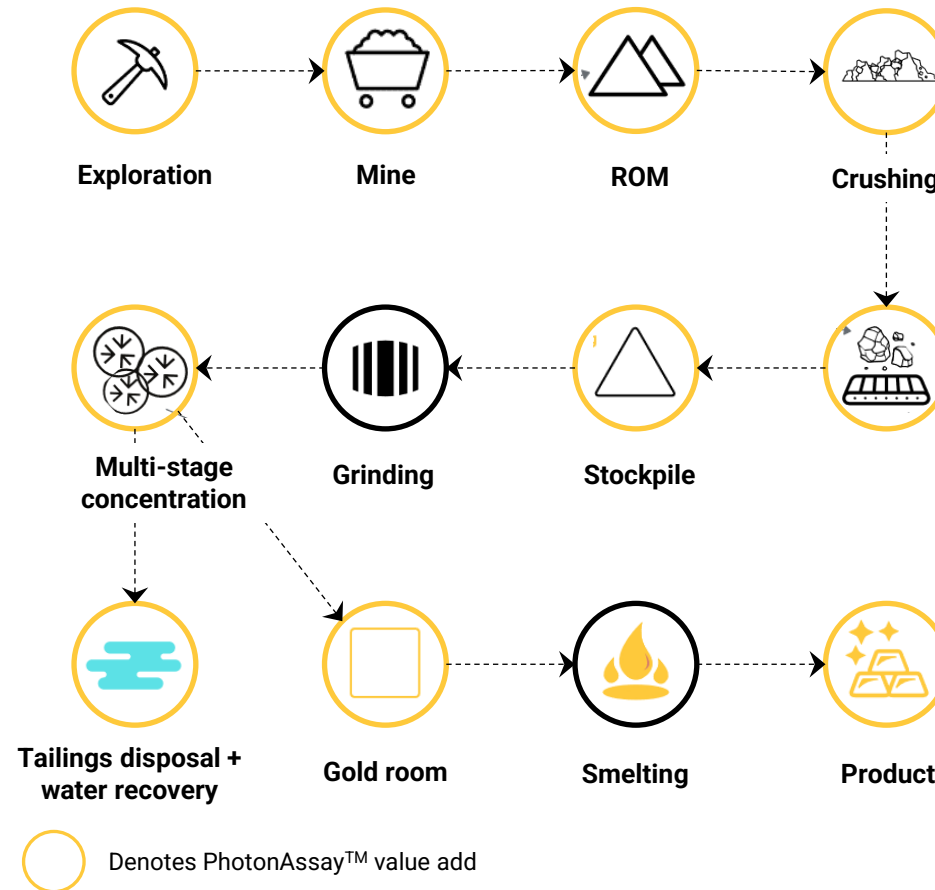 Exploration
Mine
ROM
Crushing
Multi-stage
concentration
Grinding
Stockpile
Tailings disposal +
water recovery
Gold room
Smelting
Product
Denotes PhotonAssay™ value add